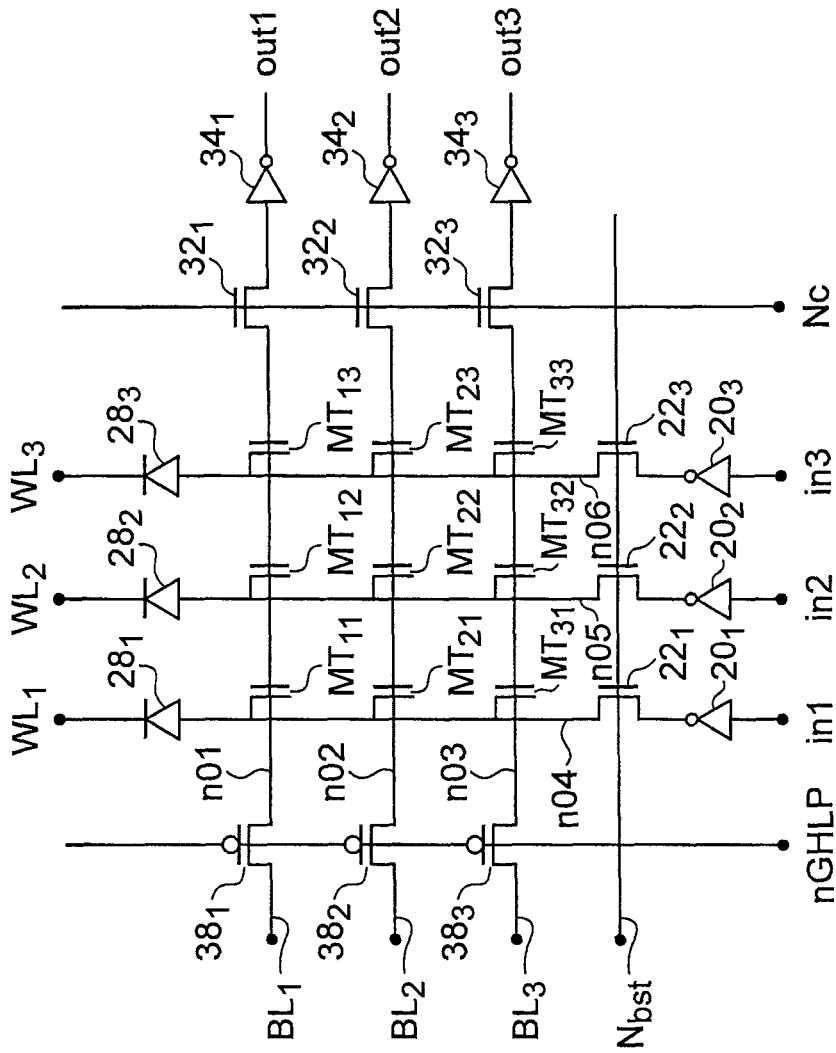 WL₁ WL₂ WL₃
28₁ 28₂ 28₃
32₁ 34₁ out1
n01 MT₁₁ MT₁₂ MT₁₃
38₁
BL₁
32₂ 34₂ out2
n02 MT₂₁ MT₂₂ MT₂₃
38₂
BL₂
32₃ 34₃ out3
n03 MT₃₁ MT₃₂ MT₃₃
38₃
BL₃
n04 n05 n06
22₁ 22₂ 22₃
N_bst
20₁ 20₂ 20₃
nGHLP in1 in2 in3 Nc